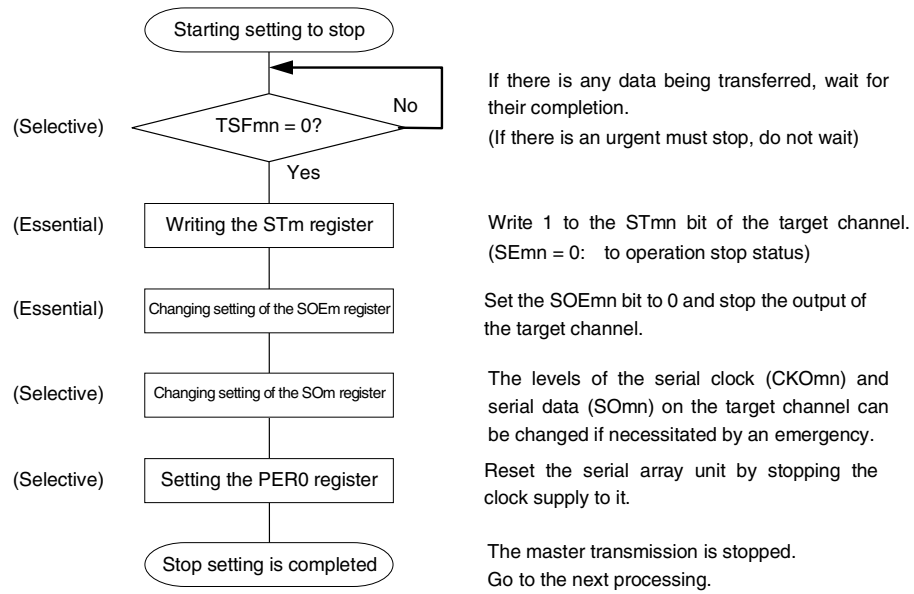 Starting setting to stop
No
If there is any data being transferred, wait for
their completion.
(If there is an urgent must stop, do not wait)
(Selective)
TSFmn = 0?
Yes
(Essential)
Writing the STm register
Write 1 to the STmn bit of the target channel.
(SEmn = 0: to operation stop status)
(Essential)
Changing setting of the SOEm register
Set the SOEmn bit to 0 and stop the output of
the target channel.
(Selective)
Changing setting of the SOm register
The levels of the serial clock (CKOmn) and
serial data (SOmn) on the target channel can
be changed if necessitated by an emergency.
(Selective)
Setting the PER0 register
Reset the serial array unit by stopping the
clock supply to it.
Stop setting is completed
The master transmission is stopped.
Go to the next processing.